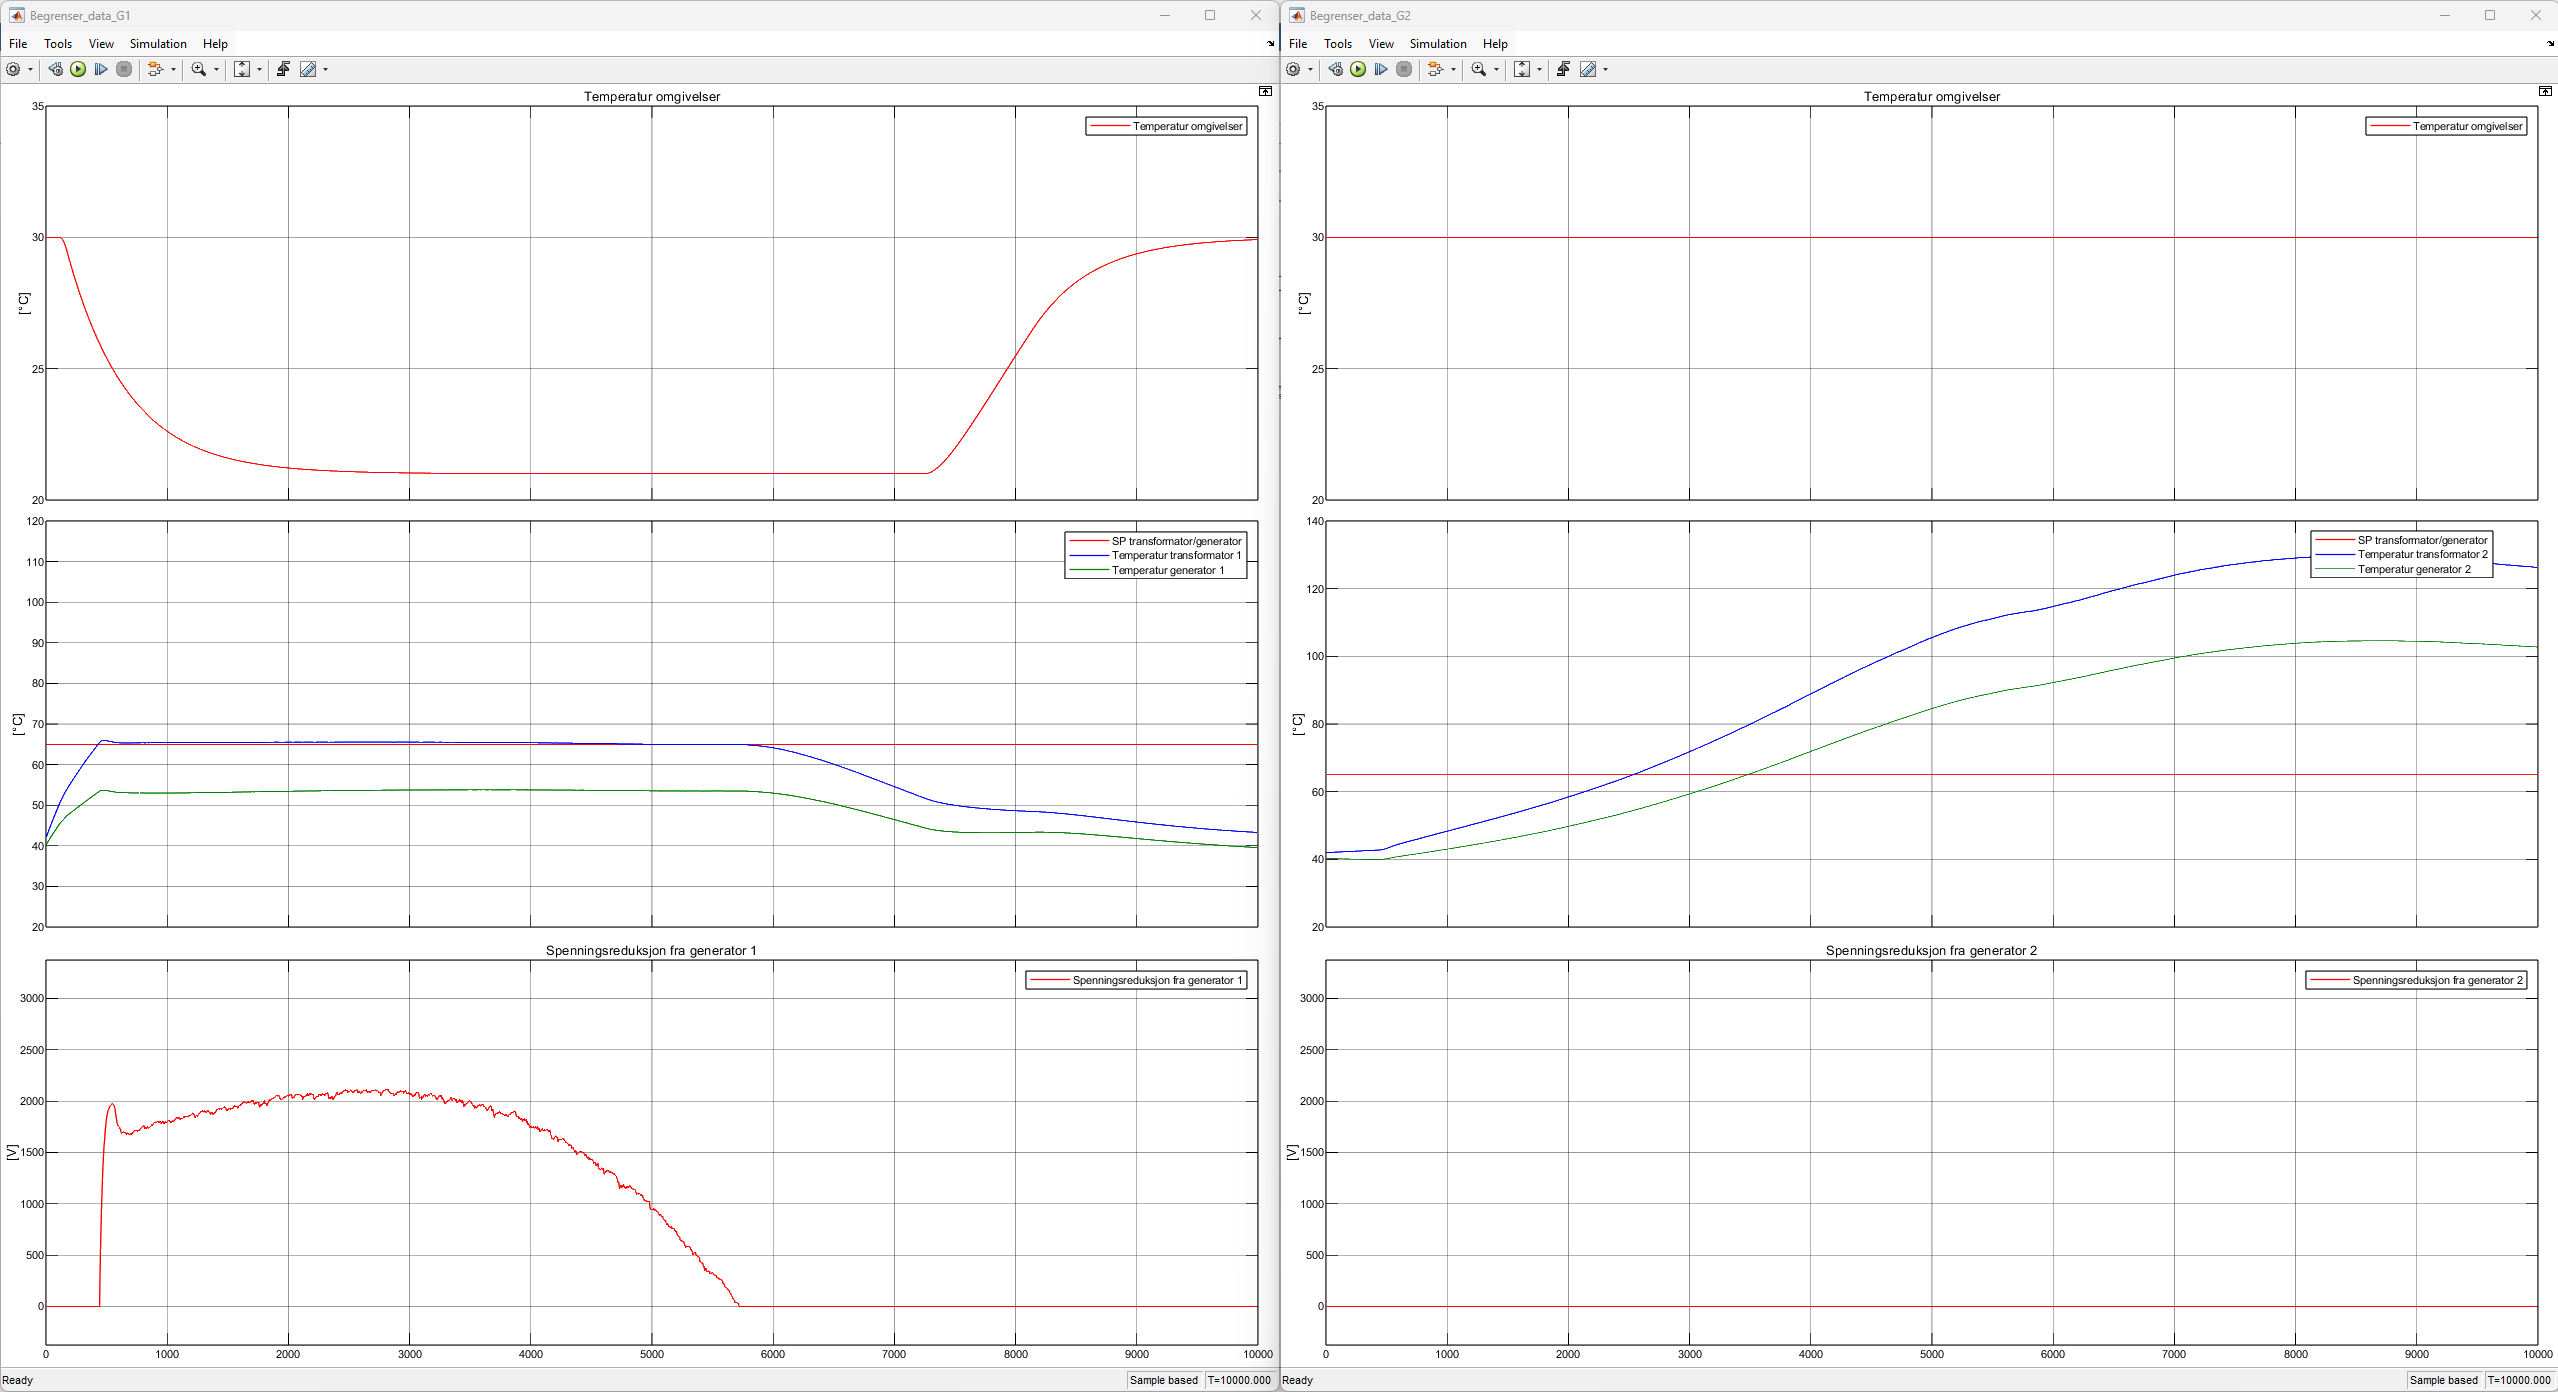 Begrenser_data_G1
File Tools View Simulation Help
Temperatur omgivelser
Temperatur omgivelser
35
30
25
20
[°C]
SP transformator/generator
Temperatur transformator 1
Temperatur generator 1
120
110
100
90
80
70
60
50
40
30
20
[°C]
Spenningsreduksjon fra generator 1
Spenningsreduksjon fra generator 1
3000
2500
2000
1500
1000
500
0
[V]
0 1000 2000 3000 4000 5000 6000 7000 8000 9000 10000
Ready Sample based T=10000.000
Begrenser_data_G2
File Tools View Simulation Help
Temperatur omgivelser
Temperatur omgivelser
35
30
25
20
[°C]
SP transformator/generator
Temperatur transformator 2
Temperatur generator 2
140
120
100
80
60
40
20
[°C]
Spenningsreduksjon fra generator 2
Spenningsreduksjon fra generator 2
3000
2500
2000
1500
1000
500
0
[V]
0 1000 2000 3000 4000 5000 6000 7000 8000 9000 10000
Ready Sample based T=10000.000